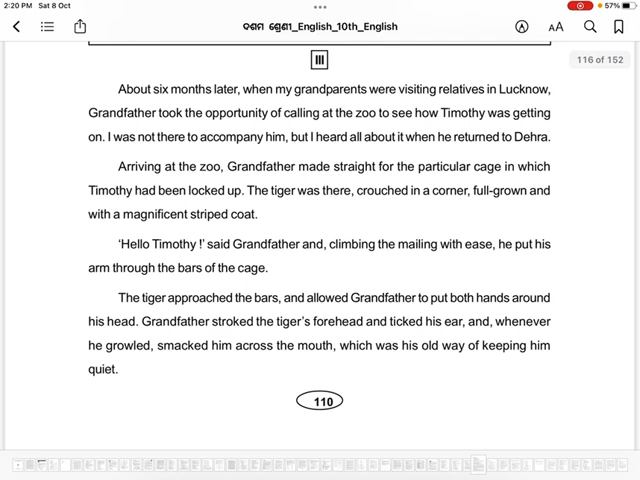 2:20 PM Sat 8 Oct
57%
ଦଶମ ଶ୍ରେଣୀ_English_10th_English
AA
116 of 152
III
About six months later, when my grandparents were visiting relatives in Lucknow,
Grandfather took the opportunity of calling at the zoo to see how Timothy was getting
on. I was not there to accompany him, but I heard all about it when he returned to Dehra.
Arriving at the zoo, Grandfather made straight for the particular cage in which
Timothy had been locked up. The tiger was there, crouched in a corner, full-grown and
with a magnificent striped coat.
‘Hello Timothy !’ said Grandfather and, climbing the mailing with ease, he put his
arm through the bars of the cage.
The tiger approached the bars, and allowed Grandfather to put both hands around
his head. Grandfather stroked the tiger’s forehead and ticked his ear, and, whenever
he growled, smacked him across the mouth, which was his old way of keeping him
quiet.
110